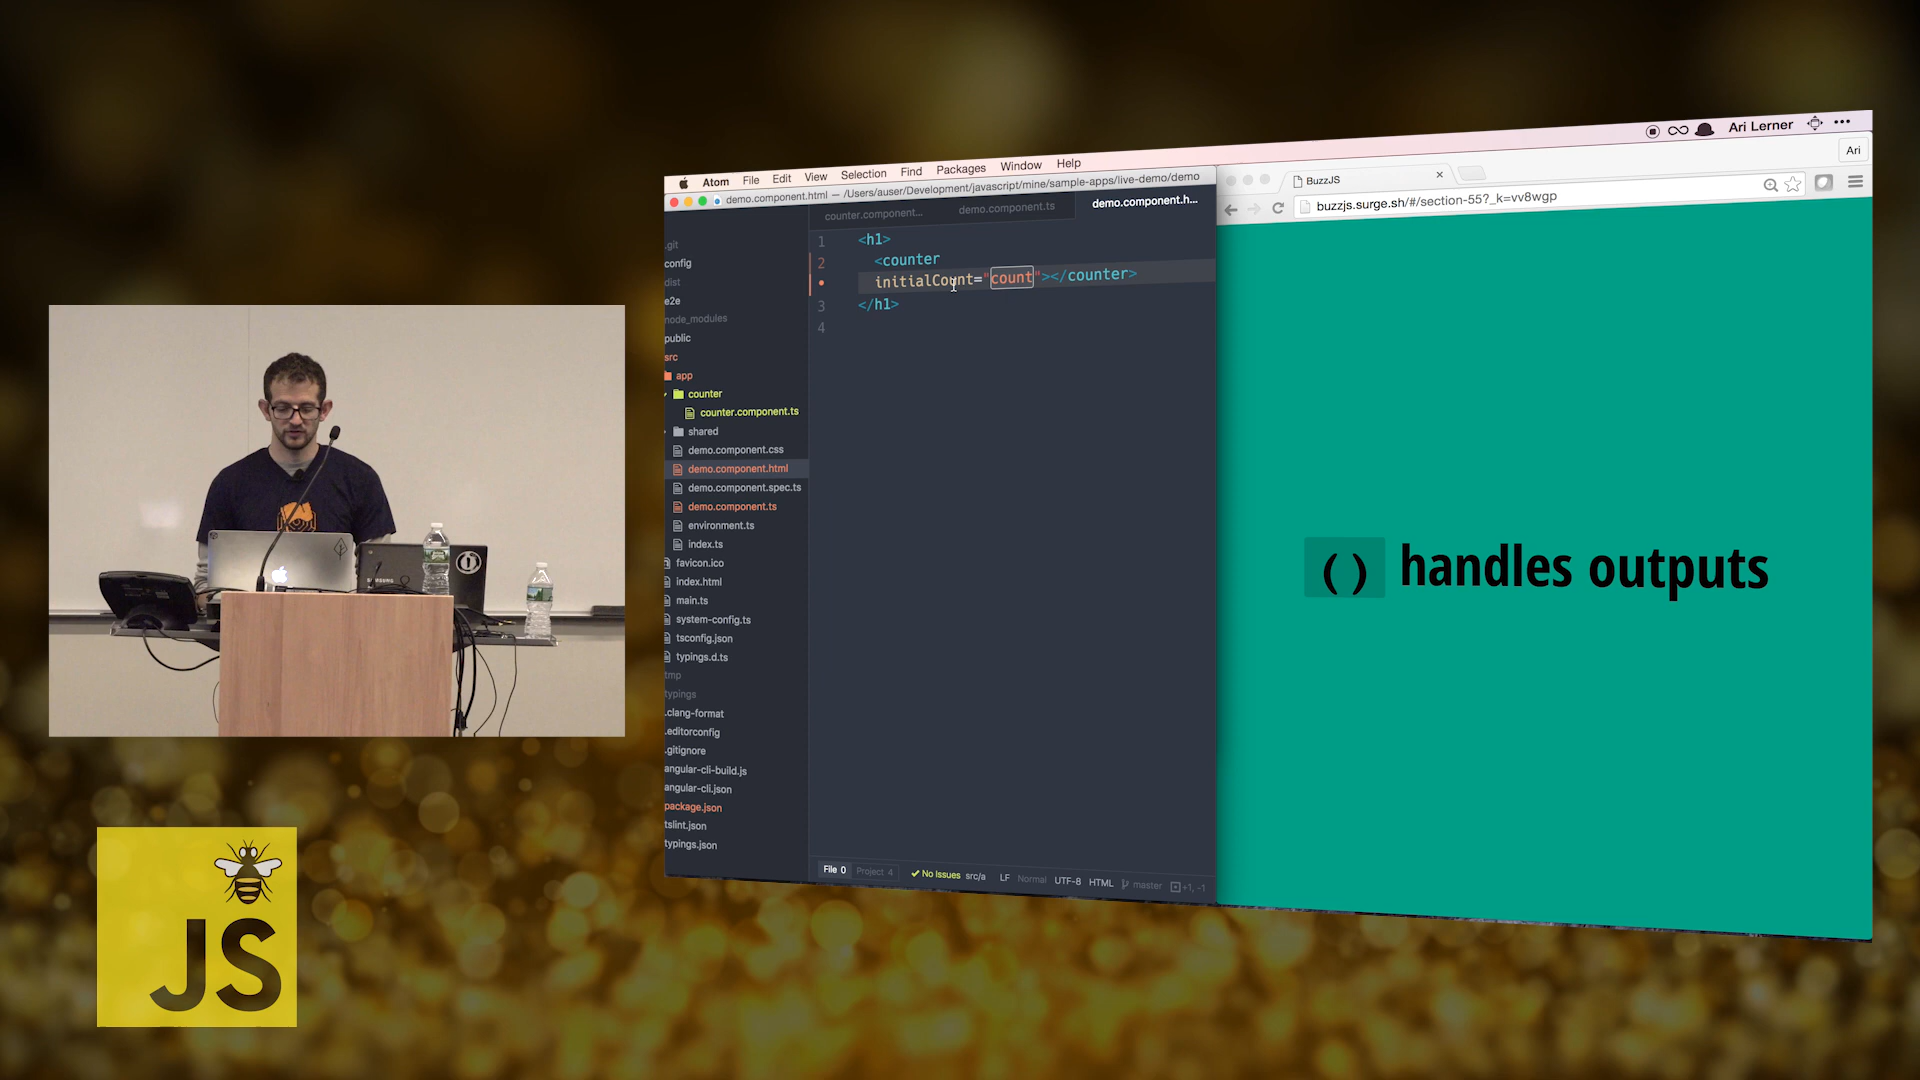 Ari Lerner
Atom File Edit View Selection Find Packages Window Help
demo.component.html — /Users/auser/Development/javascript/mine/sample-apps/live-demo/demo
counter.component... demo.component.ts demo.component.h...
.git
config
dist
e2e
node_modules
public
src
app
counter
counter.component.ts
shared
demo.component.css
demo.component.html
demo.component.spec.ts
demo.component.ts
environment.ts
index.ts
favicon.ico
index.html
main.ts
system-config.ts
tsconfig.json
typings.d.ts
tmp
typings
.clang-format
.editorconfig
.gitignore
angular-cli-build.js
angular-cli.json
package.json
tslint.json
typings.json
1 <h1>
2 <counter
• initialCount="count"></counter>
3 </h1>
4
File 0 Project 4 No Issues src/a LF Normal UTF-8 HTML master +1, -1
BuzzJS
Ari
buzzjs.surge.sh/#/section-55?_k=vv8wgp
() handles outputs
SAMSUNG
JS